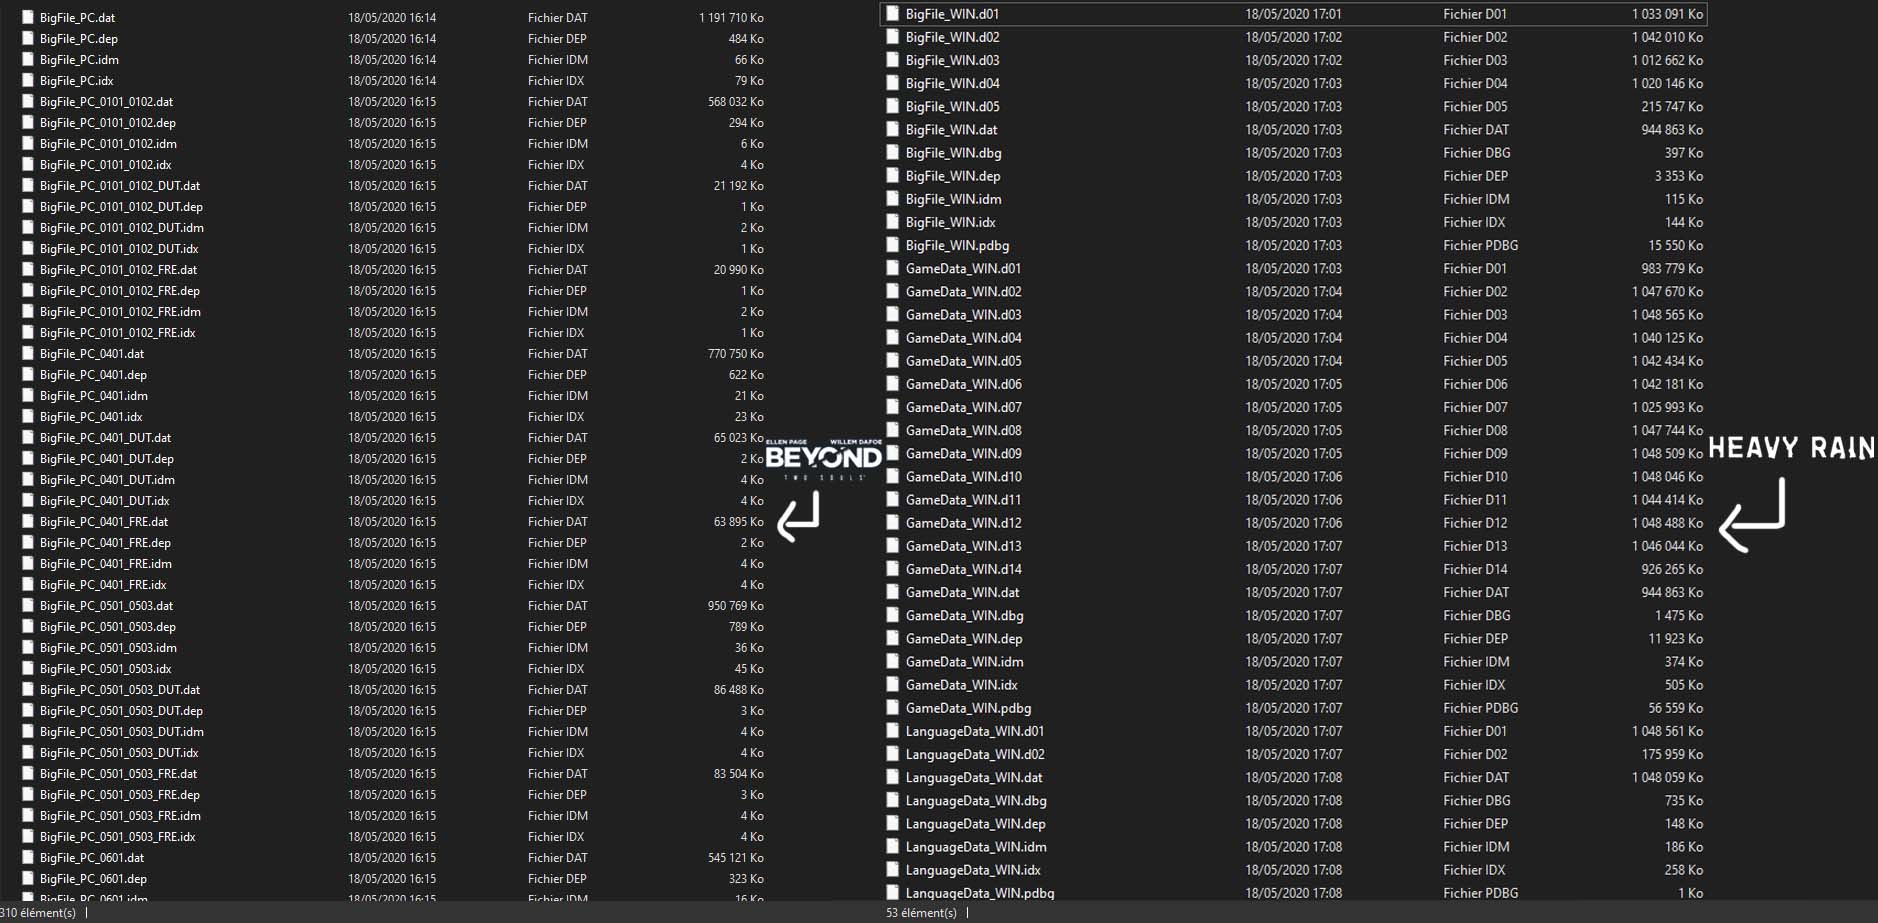 BigFile_PC.dat 18/05/2020 16:14 Fichier DAT 1 191 710 Ko
BigFile_PC.dep 18/05/2020 16:14 Fichier DEP 484 Ko
BigFile_PC.idm 18/05/2020 16:14 Fichier IDM 66 Ko
BigFile_PC.idx 18/05/2020 16:14 Fichier IDX 79 Ko
BigFile_PC_0101_0102.dat 18/05/2020 16:15 Fichier DAT 568 032 Ko
BigFile_PC_0101_0102.dep 18/05/2020 16:15 Fichier DEP 294 Ko
BigFile_PC_0101_0102.idm 18/05/2020 16:15 Fichier IDM 6 Ko
BigFile_PC_0101_0102.idx 18/05/2020 16:15 Fichier IDX 4 Ko
BigFile_PC_0101_0102_DUT.dat 18/05/2020 16:15 Fichier DAT 21 192 Ko
BigFile_PC_0101_0102_DUT.dep 18/05/2020 16:15 Fichier DEP 1 Ko
BigFile_PC_0101_0102_DUT.idm 18/05/2020 16:15 Fichier IDM 2 Ko
BigFile_PC_0101_0102_DUT.idx 18/05/2020 16:15 Fichier IDX 1 Ko
BigFile_PC_0101_0102_FRE.dat 18/05/2020 16:15 Fichier DAT 20 990 Ko
BigFile_PC_0101_0102_FRE.dep 18/05/2020 16:15 Fichier DEP 1 Ko
BigFile_PC_0101_0102_FRE.idm 18/05/2020 16:15 Fichier IDM 2 Ko
BigFile_PC_0101_0102_FRE.idx 18/05/2020 16:15 Fichier IDX 1 Ko
BigFile_PC_0401.dat 18/05/2020 16:15 Fichier DAT 770 750 Ko
BigFile_PC_0401.dep 18/05/2020 16:15 Fichier DEP 622 Ko
BigFile_PC_0401.idm 18/05/2020 16:15 Fichier IDM 21 Ko
BigFile_PC_0401.idx 18/05/2020 16:15 Fichier IDX 23 Ko
BigFile_PC_0401_DUT.dat 18/05/2020 16:15 Fichier DAT 65 023 Ko
BigFile_PC_0401_DUT.dep 18/05/2020 16:15 Fichier DEP 2 Ko
BigFile_PC_0401_DUT.idm 18/05/2020 16:15 Fichier IDM 4 Ko
BigFile_PC_0401_DUT.idx 18/05/2020 16:15 Fichier IDX 4 Ko
BigFile_PC_0401_FRE.dat 18/05/2020 16:15 Fichier DAT 63 895 Ko
BigFile_PC_0401_FRE.dep 18/05/2020 16:15 Fichier DEP 2 Ko
BigFile_PC_0401_FRE.idm 18/05/2020 16:15 Fichier IDM 4 Ko
BigFile_PC_0401_FRE.idx 18/05/2020 16:15 Fichier IDX 4 Ko
BigFile_PC_0501_0503.dat 18/05/2020 16:15 Fichier DAT 950 769 Ko
BigFile_PC_0501_0503.dep 18/05/2020 16:15 Fichier DEP 789 Ko
BigFile_PC_0501_0503.idm 18/05/2020 16:15 Fichier IDM 36 Ko
BigFile_PC_0501_0503.idx 18/05/2020 16:15 Fichier IDX 45 Ko
BigFile_PC_0501_0503_DUT.dat 18/05/2020 16:15 Fichier DAT 86 488 Ko
BigFile_PC_0501_0503_DUT.dep 18/05/2020 16:15 Fichier DEP 3 Ko
BigFile_PC_0501_0503_DUT.idm 18/05/2020 16:15 Fichier IDM 4 Ko
BigFile_PC_0501_0503_DUT.idx 18/05/2020 16:15 Fichier IDX 4 Ko
BigFile_PC_0501_0503_FRE.dat 18/05/2020 16:15 Fichier DAT 83 504 Ko
BigFile_PC_0501_0503_FRE.dep 18/05/2020 16:15 Fichier DEP 3 Ko
BigFile_PC_0501_0503_FRE.idm 18/05/2020 16:15 Fichier IDM 4 Ko
BigFile_PC_0501_0503_FRE.idx 18/05/2020 16:15 Fichier IDX 4 Ko
BigFile_PC_0601.dat 18/05/2020 16:15 Fichier DAT 545 121 Ko
BigFile_PC_0601.dep 18/05/2020 16:15 Fichier DEP 323 Ko
BigFile_PC_0601.idm 18/05/2020 16:15 Fichier IDM 16 Ko
310 élément(s)
ELLEN PAGE WILLEM DAFOE
BEYOND
TWO SOULS
BigFile_WIN.d01 18/05/2020 17:01 Fichier D01 1 033 091 Ko
BigFile_WIN.d02 18/05/2020 17:02 Fichier D02 1 042 010 Ko
BigFile_WIN.d03 18/05/2020 17:02 Fichier D03 1 012 662 Ko
BigFile_WIN.d04 18/05/2020 17:03 Fichier D04 1 020 146 Ko
BigFile_WIN.d05 18/05/2020 17:03 Fichier D05 215 747 Ko
BigFile_WIN.dat 18/05/2020 17:03 Fichier DAT 944 863 Ko
BigFile_WIN.dbg 18/05/2020 17:03 Fichier DBG 397 Ko
BigFile_WIN.dep 18/05/2020 17:03 Fichier DEP 3 353 Ko
BigFile_WIN.idm 18/05/2020 17:03 Fichier IDM 115 Ko
BigFile_WIN.idx 18/05/2020 17:03 Fichier IDX 144 Ko
BigFile_WIN.pdbg 18/05/2020 17:03 Fichier PDBG 15 550 Ko
GameData_WIN.d01 18/05/2020 17:03 Fichier D01 983 779 Ko
GameData_WIN.d02 18/05/2020 17:04 Fichier D02 1 047 670 Ko
GameData_WIN.d03 18/05/2020 17:04 Fichier D03 1 048 565 Ko
GameData_WIN.d04 18/05/2020 17:04 Fichier D04 1 040 125 Ko
GameData_WIN.d05 18/05/2020 17:04 Fichier D05 1 042 434 Ko
GameData_WIN.d06 18/05/2020 17:05 Fichier D06 1 042 181 Ko
GameData_WIN.d07 18/05/2020 17:05 Fichier D07 1 025 993 Ko
GameData_WIN.d08 18/05/2020 17:05 Fichier D08 1 047 744 Ko
GameData_WIN.d09 18/05/2020 17:05 Fichier D09 1 048 509 Ko
GameData_WIN.d10 18/05/2020 17:06 Fichier D10 1 048 046 Ko
GameData_WIN.d11 18/05/2020 17:06 Fichier D11 1 044 414 Ko
GameData_WIN.d12 18/05/2020 17:06 Fichier D12 1 048 488 Ko
GameData_WIN.d13 18/05/2020 17:07 Fichier D13 1 046 044 Ko
GameData_WIN.d14 18/05/2020 17:07 Fichier D14 926 265 Ko
GameData_WIN.dat 18/05/2020 17:07 Fichier DAT 944 863 Ko
GameData_WIN.dbg 18/05/2020 17:07 Fichier DBG 1 475 Ko
GameData_WIN.dep 18/05/2020 17:07 Fichier DEP 11 923 Ko
GameData_WIN.idm 18/05/2020 17:07 Fichier IDM 374 Ko
GameData_WIN.idx 18/05/2020 17:07 Fichier IDX 505 Ko
GameData_WIN.pdbg 18/05/2020 17:07 Fichier PDBG 56 559 Ko
LanguageData_WIN.d01 18/05/2020 17:07 Fichier D01 1 048 561 Ko
LanguageData_WIN.d02 18/05/2020 17:07 Fichier D02 175 959 Ko
LanguageData_WIN.dat 18/05/2020 17:08 Fichier DAT 1 048 059 Ko
LanguageData_WIN.dbg 18/05/2020 17:08 Fichier DBG 735 Ko
LanguageData_WIN.dep 18/05/2020 17:08 Fichier DEP 148 Ko
LanguageData_WIN.idm 18/05/2020 17:08 Fichier IDM 186 Ko
LanguageData_WIN.idx 18/05/2020 17:08 Fichier IDX 258 Ko
LanguageData_WIN.pdbg 18/05/2020 17:08 Fichier PDBG 1 Ko
53 élément(s)
HEAVY RAIN